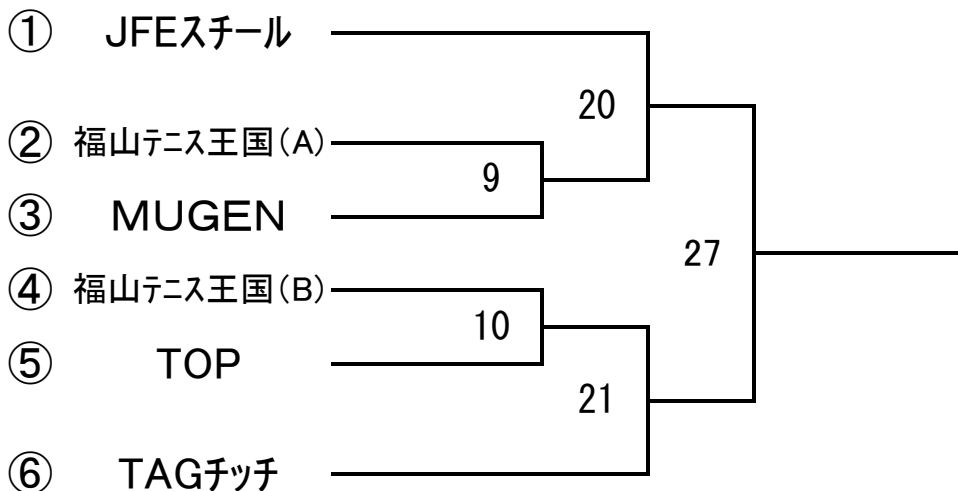 ① JFEスチール
20
② 福山テニス王国(A)
9
③ MUGEN
27
④ 福山テニス王国(B)
10
⑤ TOP
21
⑥ TAGチッチ